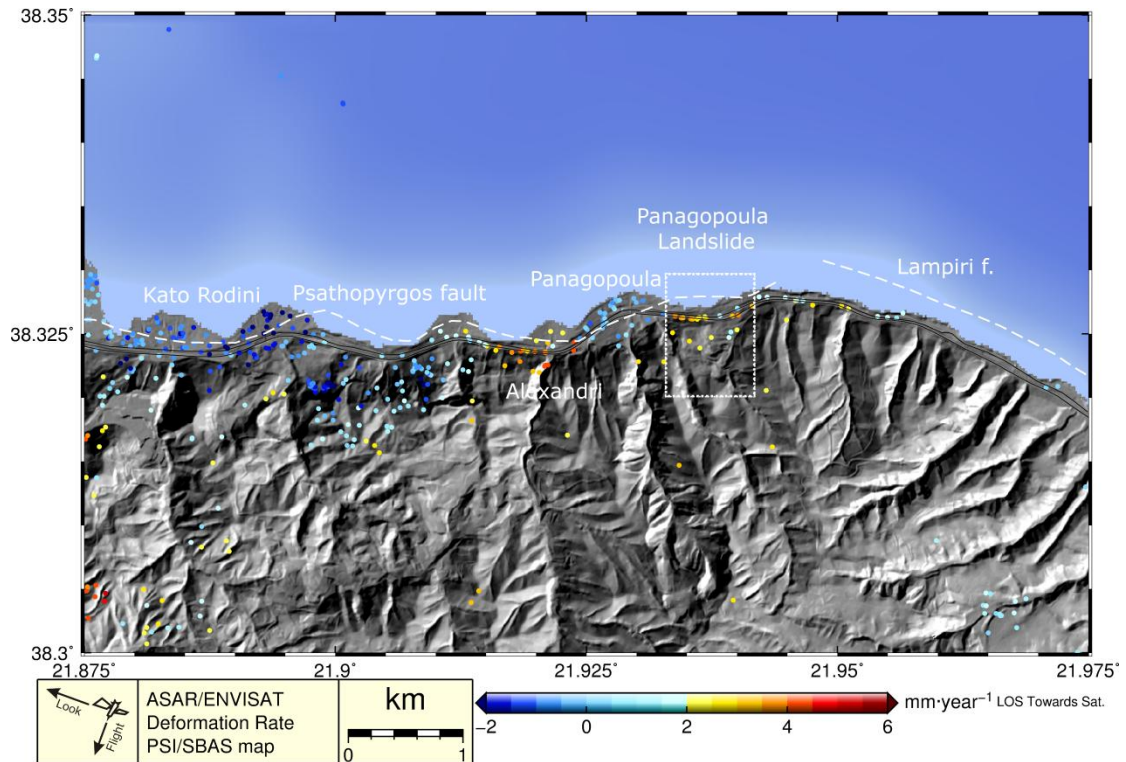 38.35°
Panagopoula
Landslide
Lampiri f.
Panagopoula
Kato Rodini
Psathopyrgos fault
38.325°
Alexandri
38.3°
21.875°
21.9°
21.925°
21.95°
21.975°
Look
Flight
ASAR/ENVISAT
Deformation Rate
PSI/SBAS map
km
0 1
−2 0 2 4 6
mm·year⁻¹ LOS Towards Sat.